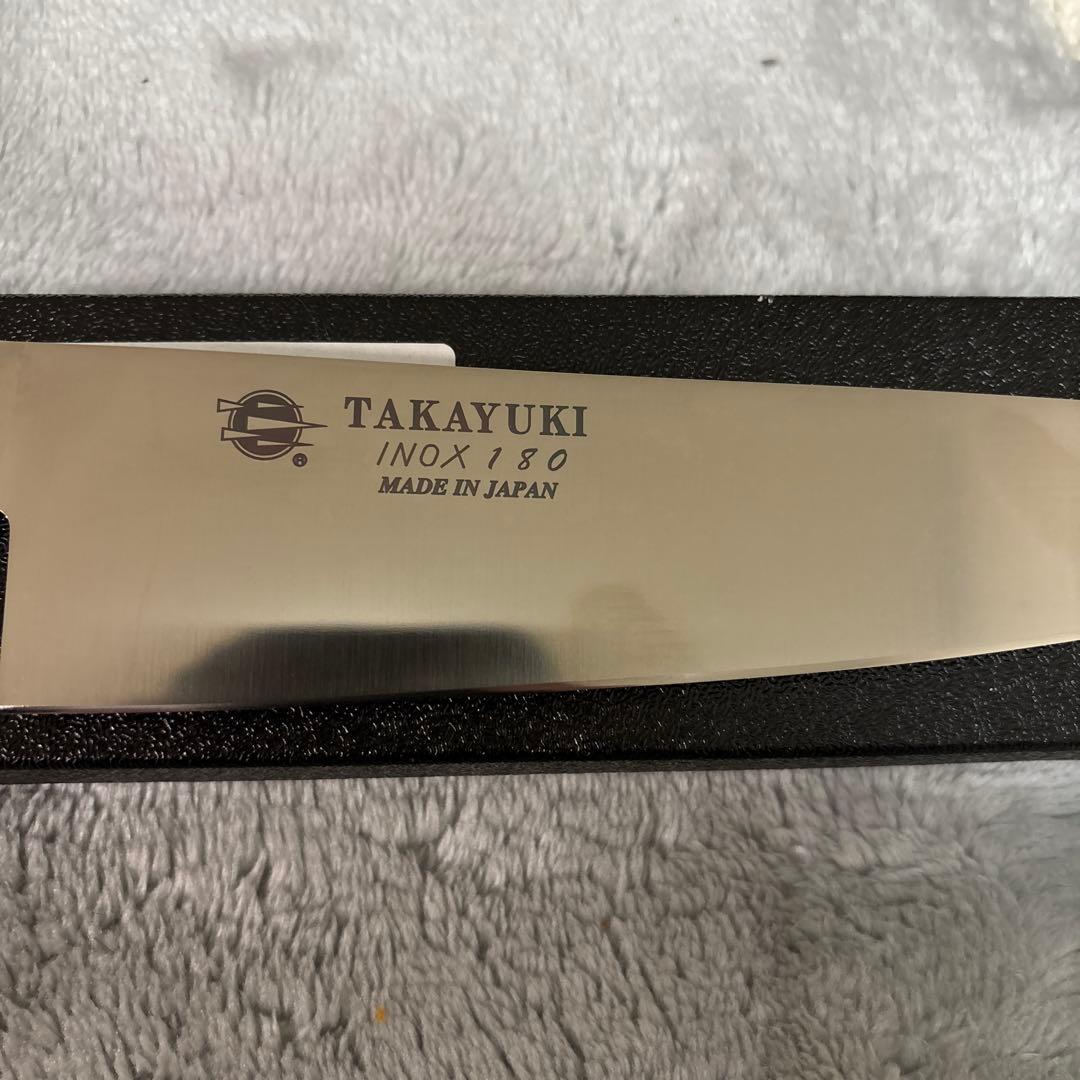 TAKAYUKI
INOX 180
MADE IN JAPAN
®